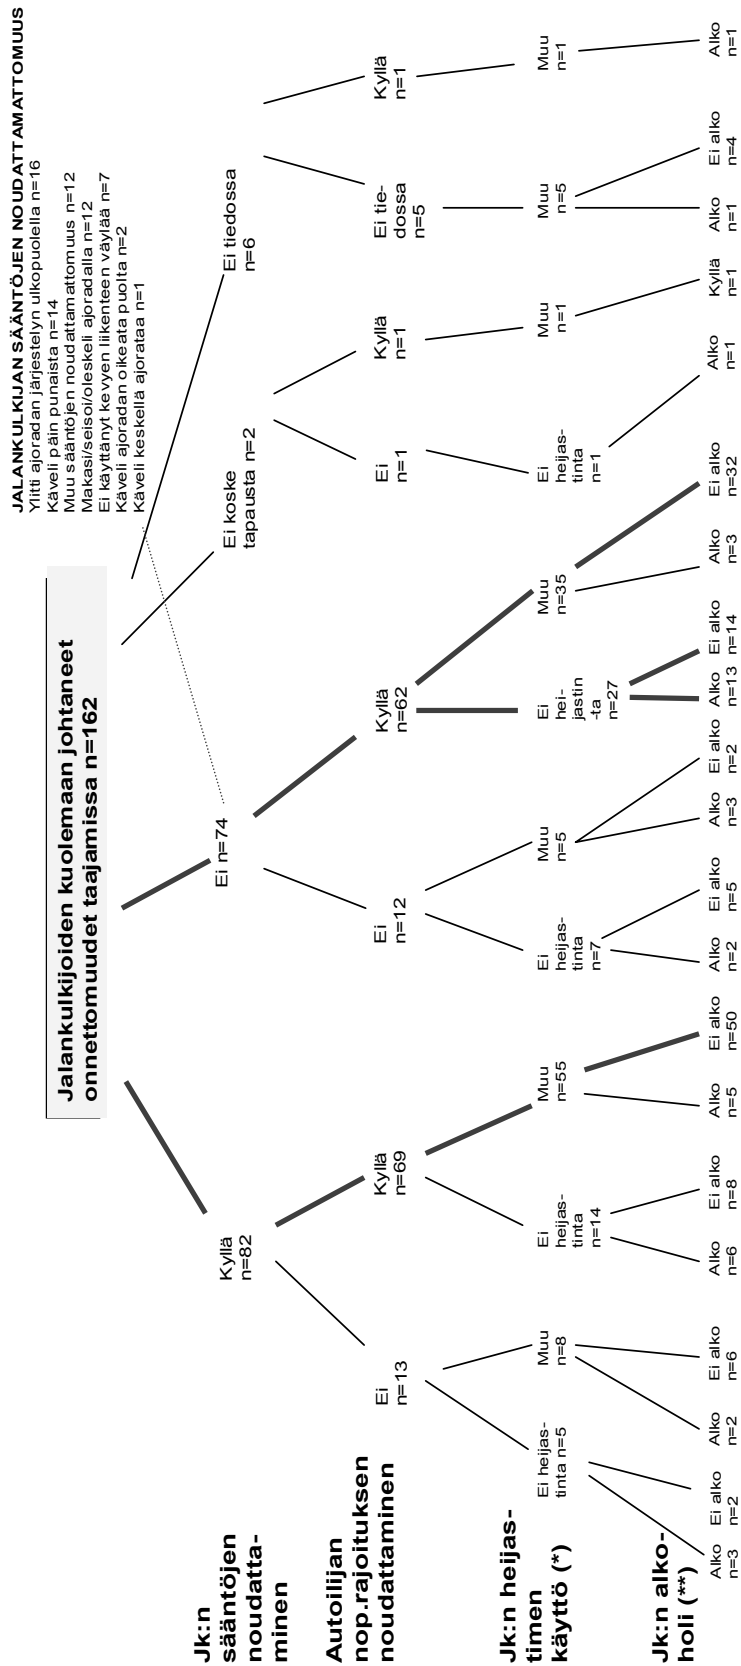 Jalankulkijoiden kuolemaan johtaneet
onnettomuudet taajamissa n=162
JALANKULKIJAN SÄÄNTÖJEN NOUDATTAMATTOMUUS
Ylitti ajoradan järjestelyn ulkopuolella n=16
Käveli päin punaista n=14
Muu sääntöjen noudattamattomuus n=12
Makasi/seisoi/oleskeli ajoradalla n=12
Ei käyttänyt kevyen liikenteen väylää n=7
Käveli ajoradan oikeata puolta n=2
Käveli keskellä ajorataa n=1
Jk:n
sääntöjen
noudatta-
minen
Kyllä
n=82
Ei n=74
Ei koske
tapausta n=2
Ei tiedossa
n=6
Autoilijan
nop.rajoituksen
noudattaminen
Ei
n=13
Kyllä
n=69
Ei
n=12
Kyllä
n=62
Ei
n=1
Kyllä
n=1
Ei tie-
dossa
n=5
Kyllä
n=1
Jk:n heijas-
timen
käyttö (*)
Ei heijas-
tinta n=5
Muu
n=8
Ei
heijas-
tinta
n=14
Muu
n=55
Ei
heijas-
tinta
n=7
Muu
n=5
Ei
hei-
jastin
-ta
n=27
Muu
n=35
Ei
heijas-
tinta
n=1
Muu
n=1
Muu
n=5
Muu
n=1
Jk:n alko-
holi (**)
Alko
n=3
Ei alko
n=2
Alko
n=2
Ei alko
n=6
Alko
n=6
Ei alko
n=8
Alko
n=5
Ei alko
n=50
Alko
n=2
Ei alko
n=5
Alko
n=3
Ei alko
n=2
Alko
n=13
Ei alko
n=14
Alko
n=3
Ei alko
n=32
Alko
n=1
Kyllä
n=1
Alko
n=1
Ei alko
n=4
Alko
n=1